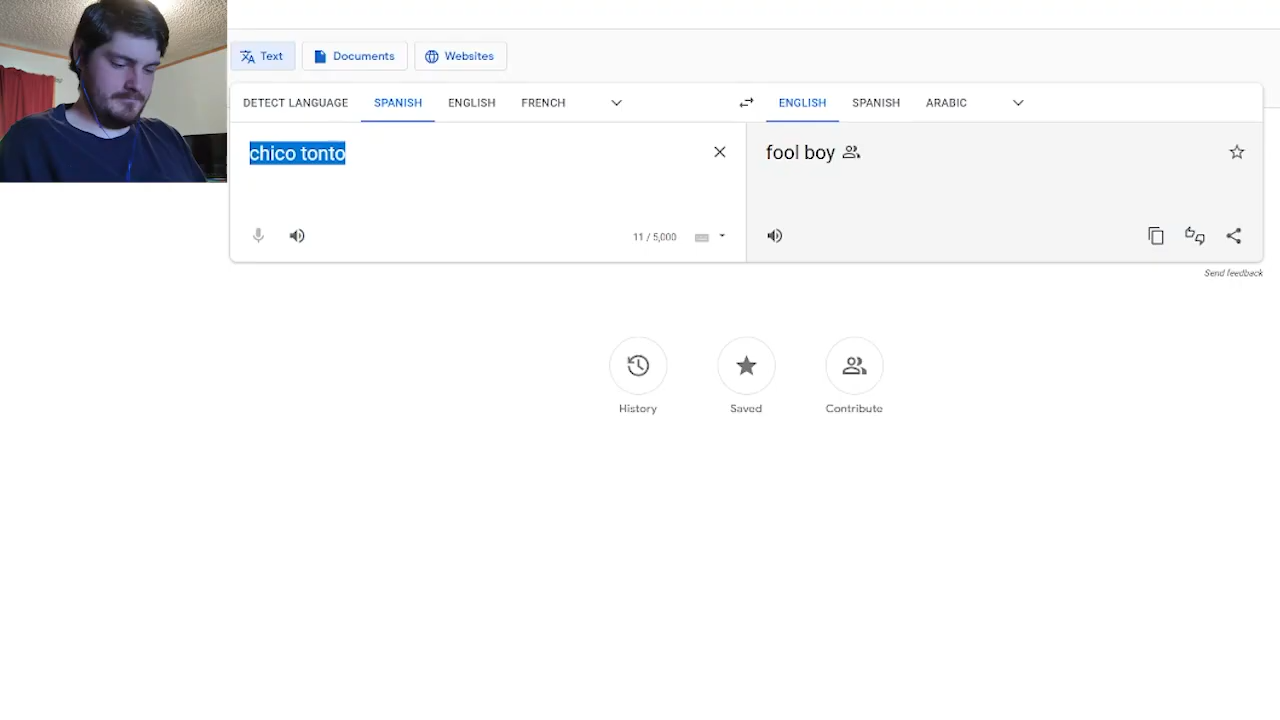 Text Documents Websites
DETECT LANGUAGE SPANISH ENGLISH FRENCH ENGLISH SPANISH ARABIC
chico tonto fool boy
11 / 5,000
Send feedback
History Saved Contribute